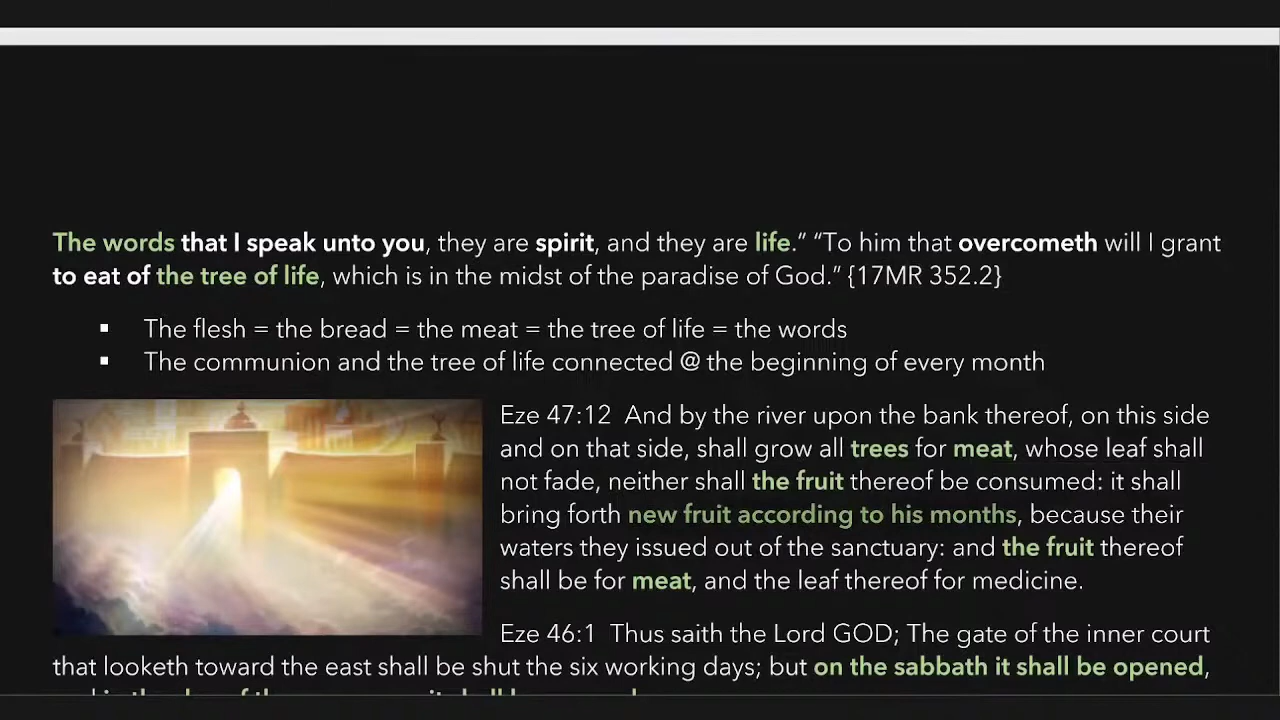 The words that I speak unto you, they are spirit, and they are life.” “To him that overcometh will I grant
to eat of the tree of life, which is in the midst of the paradise of God.” {17MR 352.2}
▪ The flesh = the bread = the meat = the tree of life = the words
▪ The communion and the tree of life connected @ the beginning of every month
Eze 47:12 And by the river upon the bank thereof, on this side
and on that side, shall grow all trees for meat, whose leaf shall
not fade, neither shall the fruit thereof be consumed: it shall
bring forth new fruit according to his months, because their
waters they issued out of the sanctuary: and the fruit thereof
shall be for meat, and the leaf thereof for medicine.
Eze 46:1 Thus saith the Lord GOD; The gate of the inner court
that looketh toward the east shall be shut the six working days; but on the sabbath it shall be opened,